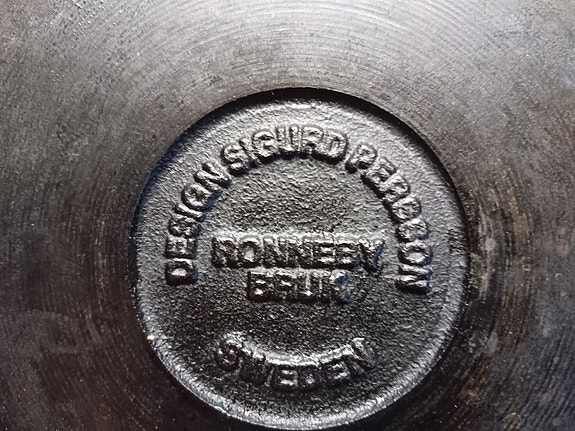 DESIGN SIGURD PERSSON
RONNEBY
BRUK
SWEDEN